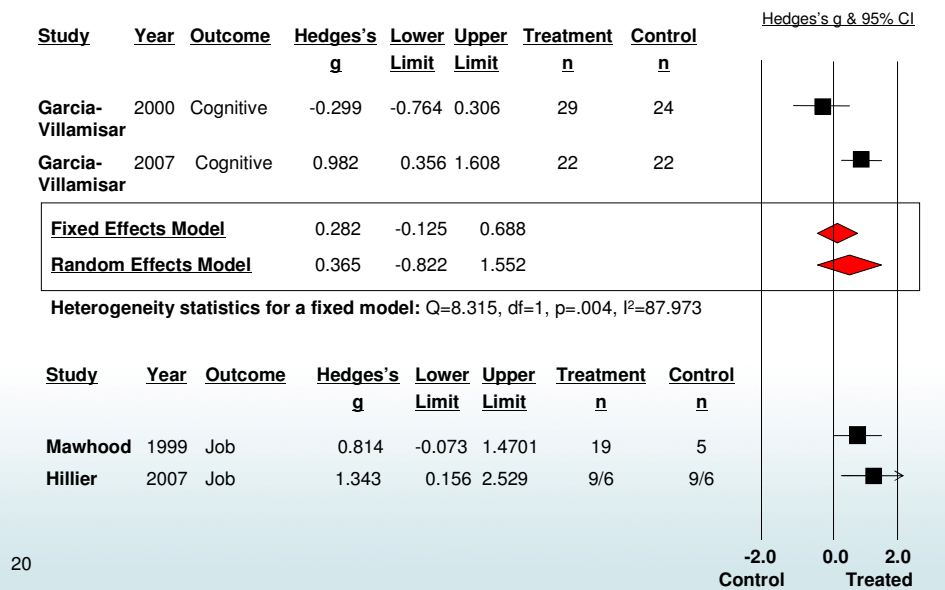 Hedges's g & 95% CI
Study Year Outcome Hedges's Lower Upper Treatment Control
g Limit Limit n n
Garcia- 2000 Cognitive -0.299 -0.764 0.306 29 24
Villamisar
Garcia- 2007 Cognitive 0.982 0.356 1.608 22 22
Villamisar
Fixed Effects Model 0.282 -0.125 0.688
Random Effects Model 0.365 -0.822 1.552
Heterogeneity statistics for a fixed model: Q=8.315, df=1, p=.004, I²=87.973
Study Year Outcome Hedges's Lower Upper Treatment Control
g Limit Limit n n
Mawhood 1999 Job 0.814 -0.073 1.4701 19 5
Hillier 2007 Job 1.343 0.156 2.529 9/6 9/6
-2.0 0.0 2.0
Control Treated
20